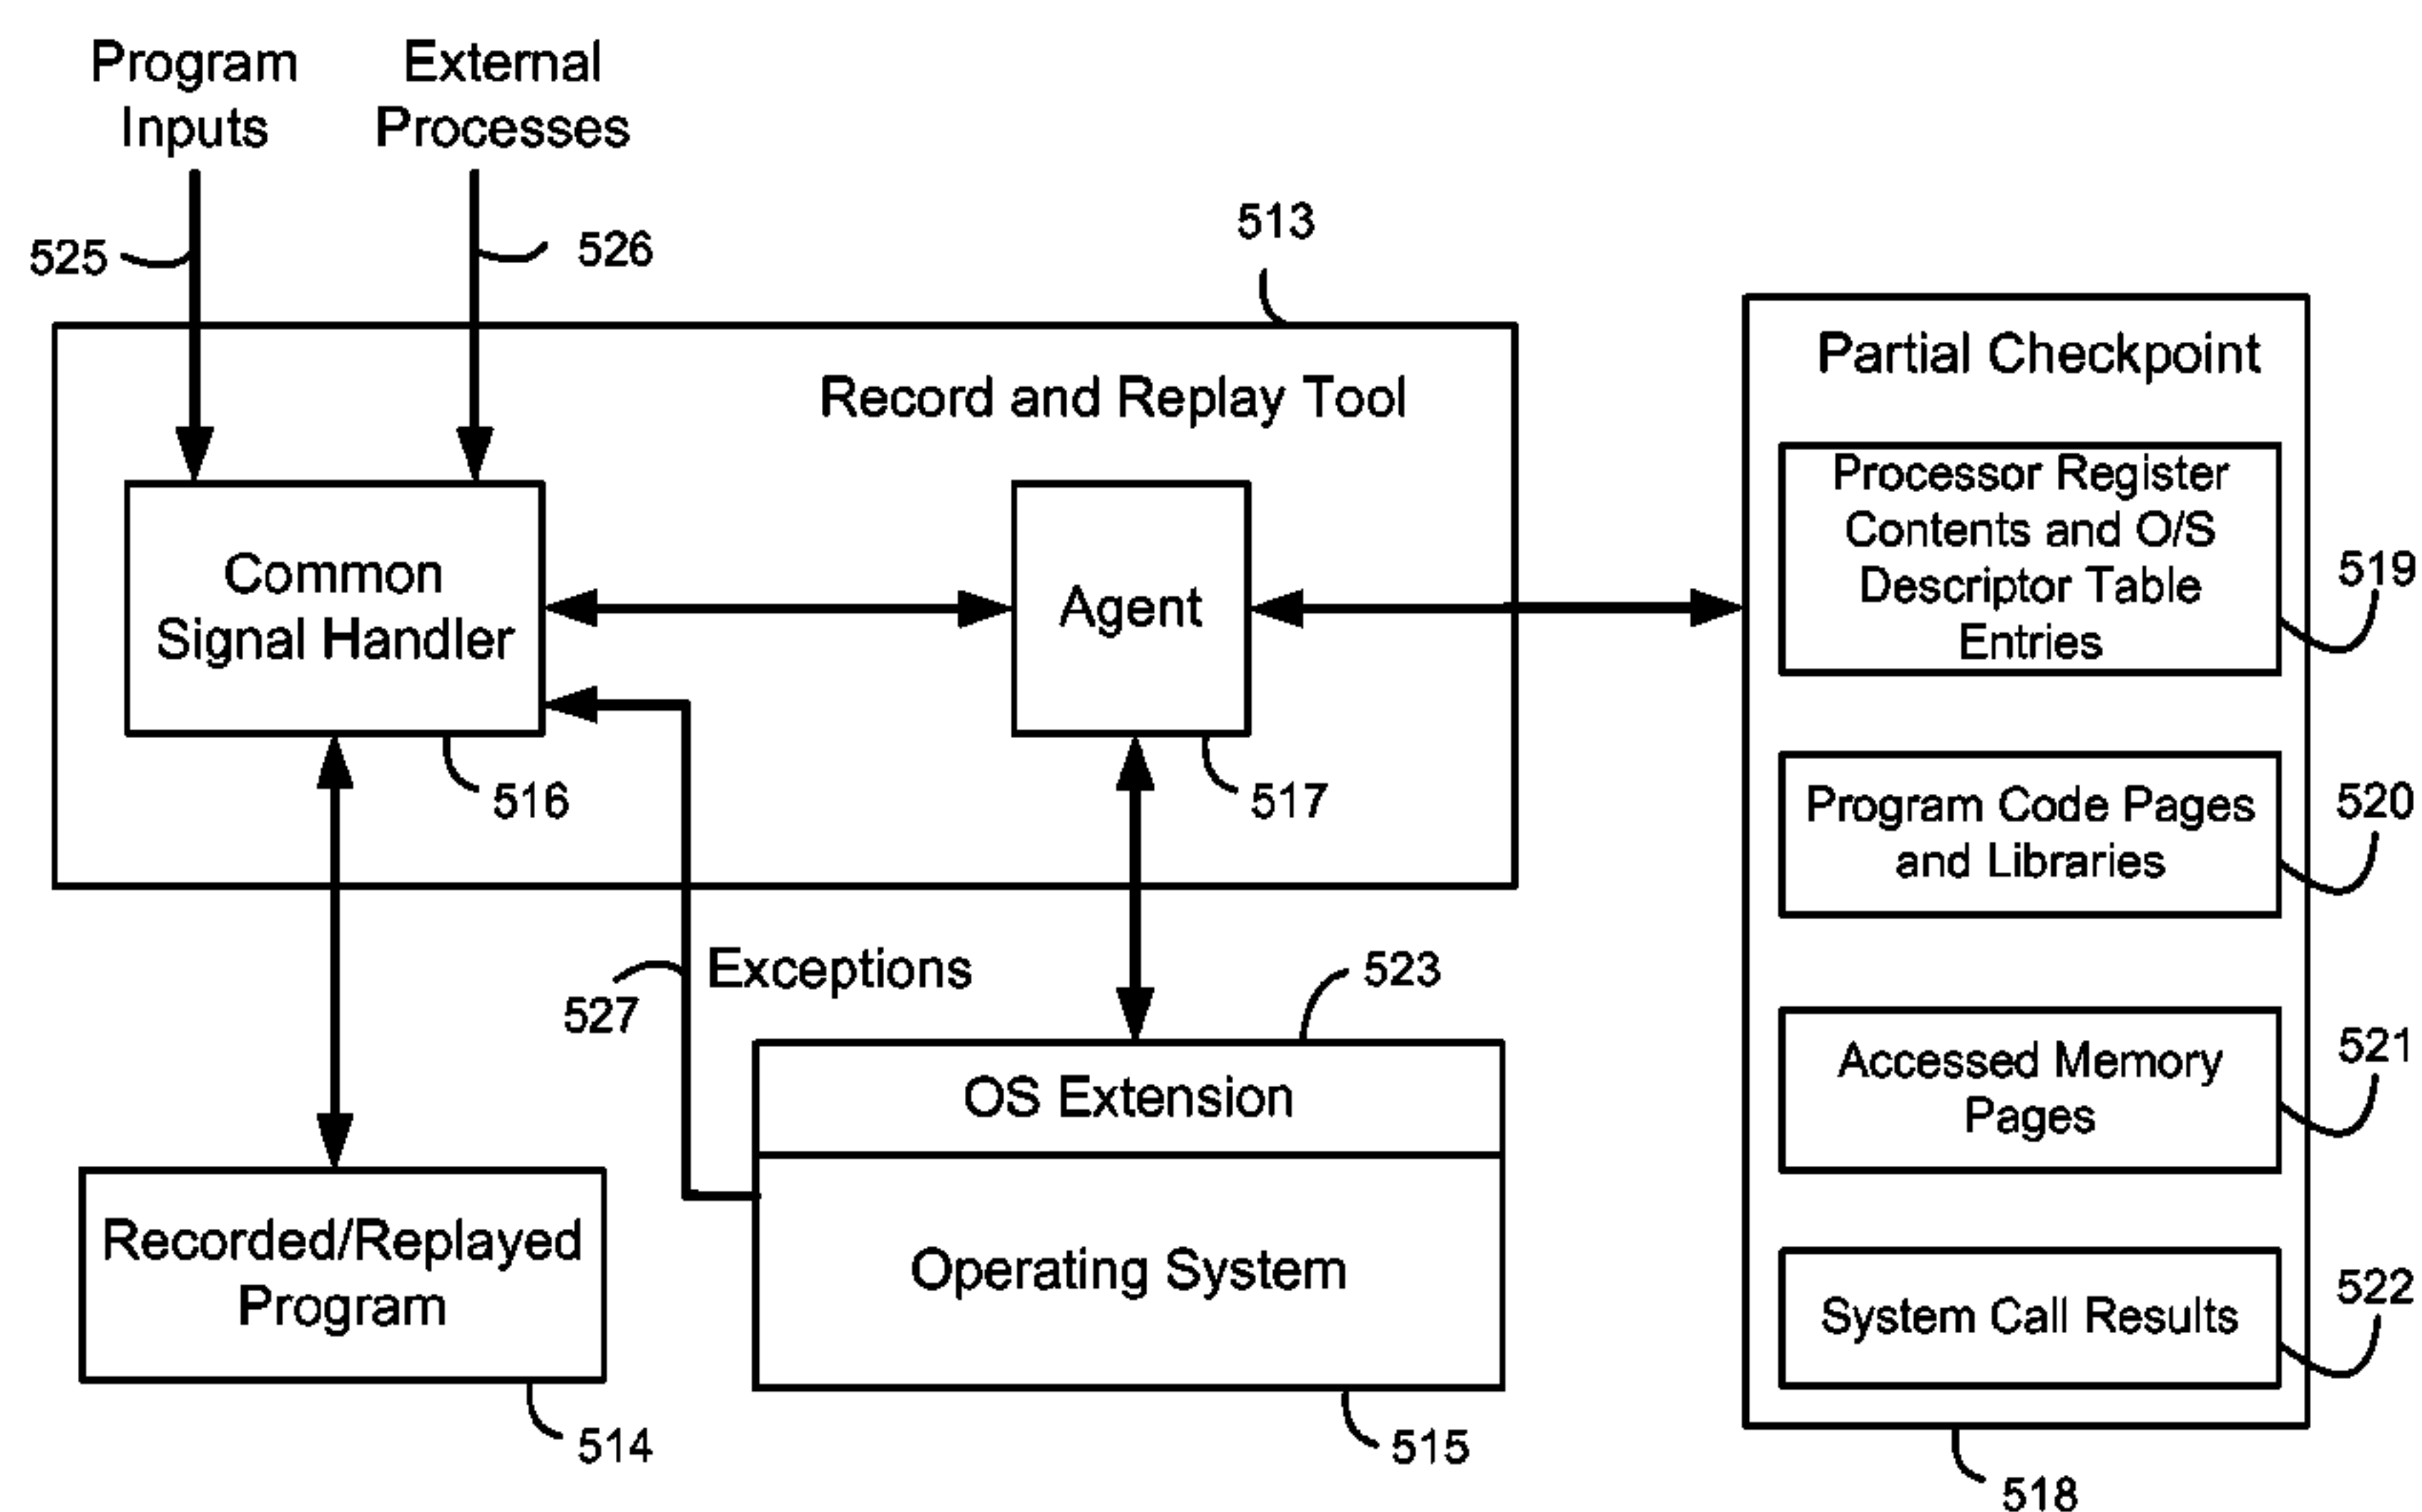 Program
Inputs
External
Processes
525
526
513
Record and Replay Tool
Common
Signal Handler
Agent
516
517
Exceptions
527
523
OS Extension
Operating System
515
Recorded/Replayed
Program
514
Partial Checkpoint
Processor Register
Contents and O/S
Descriptor Table
Entries
519
Program Code Pages
and Libraries
520
Accessed Memory
Pages
521
System Call Results
522
518